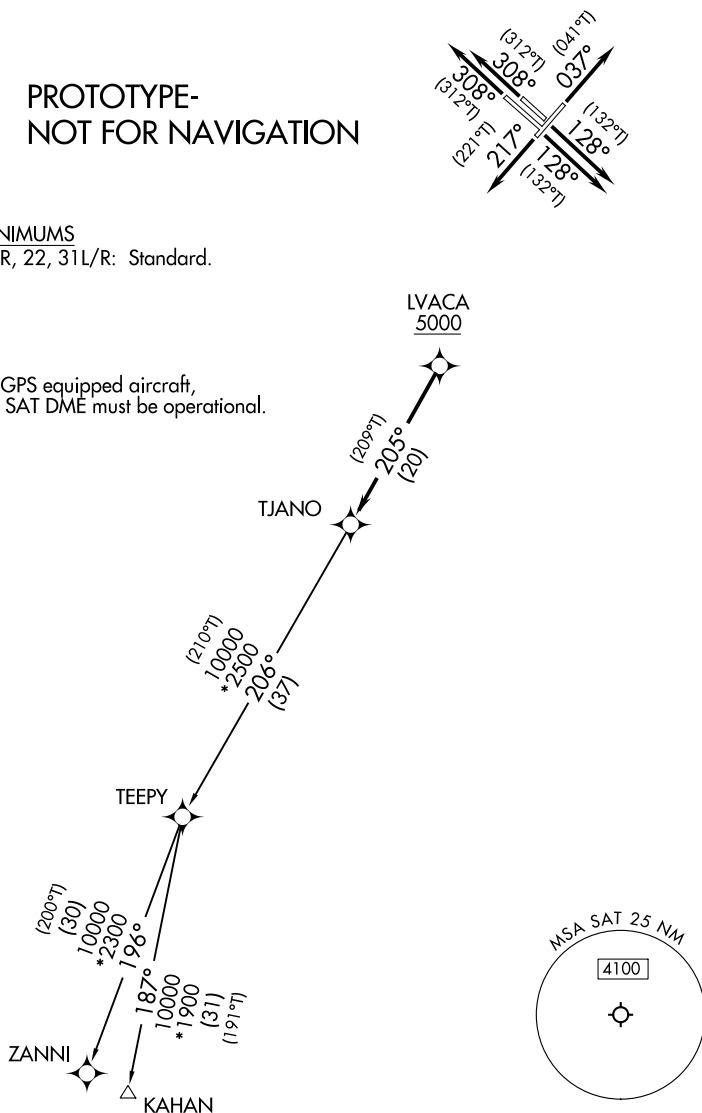 PROTOTYPE-
NOT FOR NAVIGATION
(312°T)
308°
308°
(312°T)
(041°T)
037°
(132°T)
128°
128°
(132°T)
217°
(221°T)
NIMUMS
R, 22, 31L/R: Standard.
LVACA
5000
GPS equipped aircraft,
SAT DME must be operational.
(209°T)
205°
(20)
TJANO
(210°T)
10000
*2500
206°
(37)
TEEPY
(200°T)
(30)
10000
*2300
196°
187°
10000
*1900
(31)
(191°T)
MSA SAT 25 NM
4100
ZANNI
KAHAN